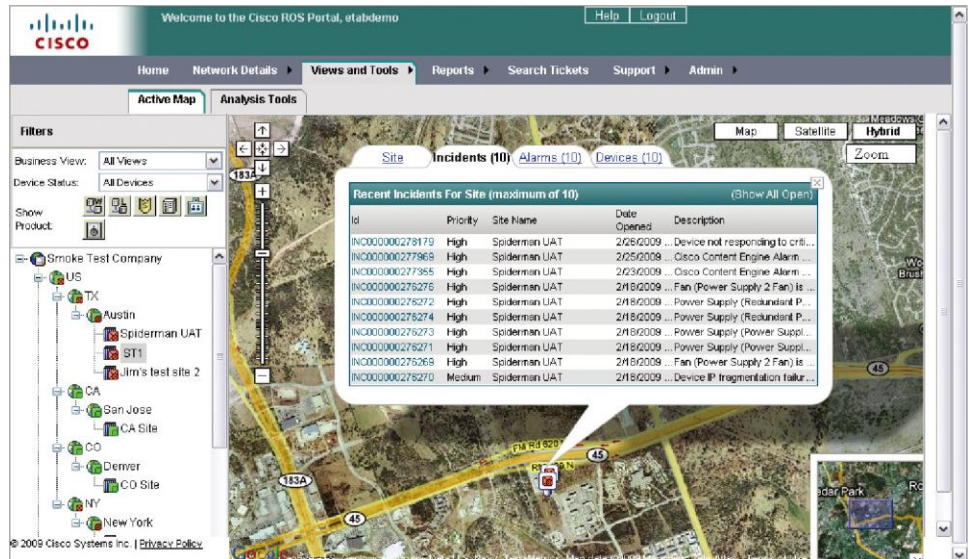 Welcome to the Cisco ROS Portal, etabdemo
Help Logout
CISCO
Home Network Details Views and Tools Reports Search Tickets Support Admin
Active Map Analysis Tools
Filters
Business View: All Views
Device Status: All Devices
Show
Product:
Smoke Test Company
US
TX
Austin
Spiderman UAT
ST1
Jim's test site 2
CA
San Jose
CA Site
CO
Denver
CO Site
NY
New York
© 2009 Cisco Systems Inc. | Privacy Policy
Map Satellite Hybrid
Zoom
Site Incidents (10) Alarms (10) Devices (10)
Recent Incidents For Site (maximum of 10) (Show All Open)
Id Priority Site Name Date Opened Description
INC000000278179 High Spiderman UAT 2/26/2009 ... Device not responding to criti...
INC000000277969 High Spiderman UAT 2/25/2009 ... Cisco Content Engine Alarm ...
INC000000277365 High Spiderman UAT 2/23/2009 ... Cisco Content Engine Alarm ...
INC000000276276 High Spiderman UAT 2/18/2009 ... Fan (Power Supply 2 Fan) is ...
INC000000276272 High Spiderman UAT 2/18/2009 ... Power Supply (Redundant P...
INC000000276274 High Spiderman UAT 2/18/2009 ... Power Supply (Redundant P...
INC000000276273 High Spiderman UAT 2/18/2009 ... Power Supply (Power Suppl...
INC000000276271 High Spiderman UAT 2/18/2009 ... Power Supply (Power Suppl...
INC000000276269 High Spiderman UAT 2/18/2009 ... Fan (Power Supply 2 Fan) is ...
INC000000276270 Medium Spiderman UAT 2/18/2009 ... Device IP fragmentation failur...
183A
45
FM Rd 620
45
183A
45